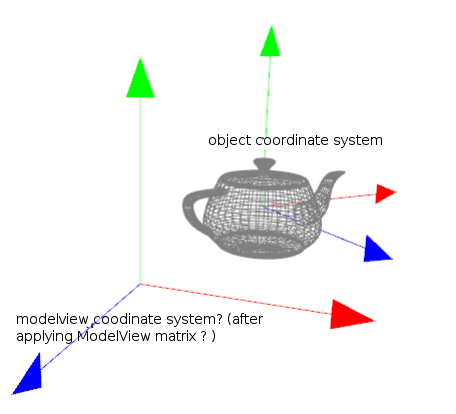 object coordinate system
modelview coodinate system? (after
applying ModelView matrix ? )